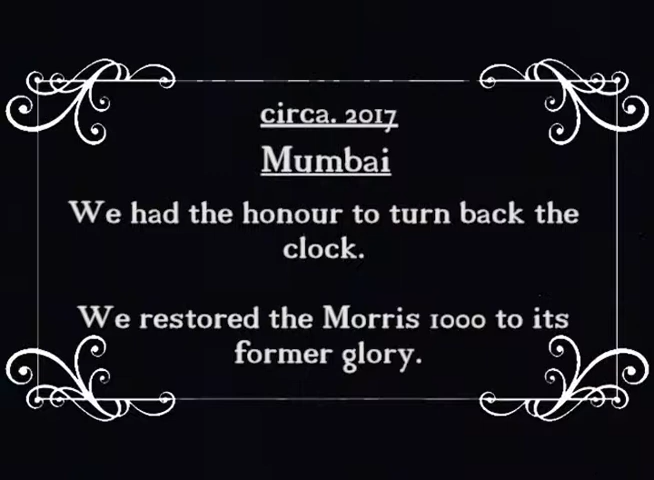 circa. 2017
Mumbai
We had the honour to turn back the
clock.
We restored the Morris 1000 to its
former glory.